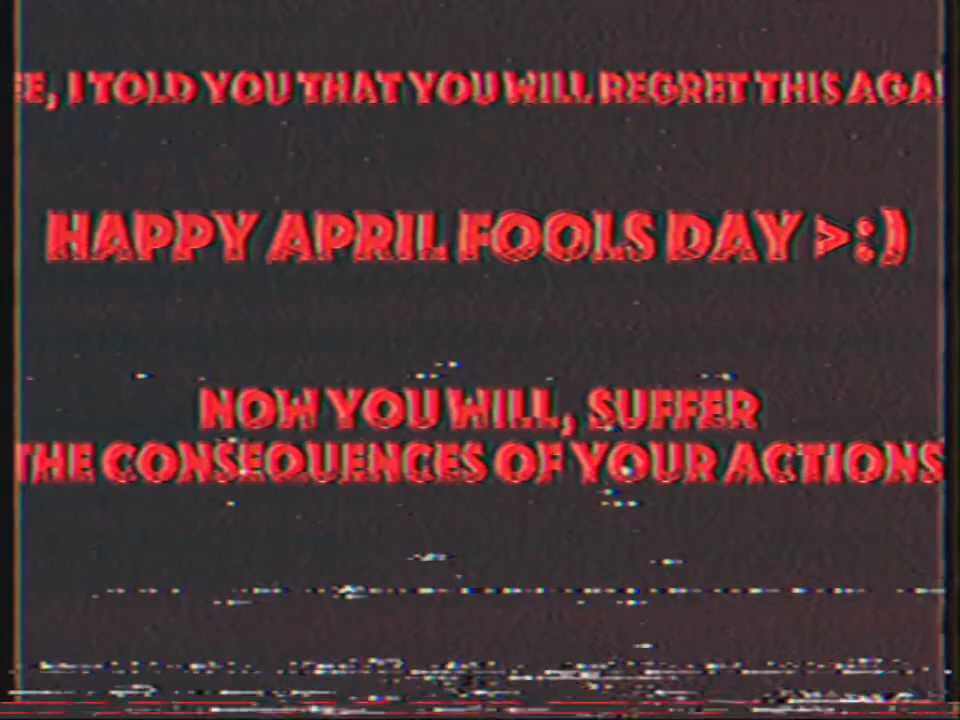 E, I TOLD YOU THAT YOU WILL REGRET THIS AGAI
HAPPY APRIL FOOLS DAY >:)
NOW YOU WILL, SUFFER
THE CONSEQUENCES OF YOUR ACTIONS